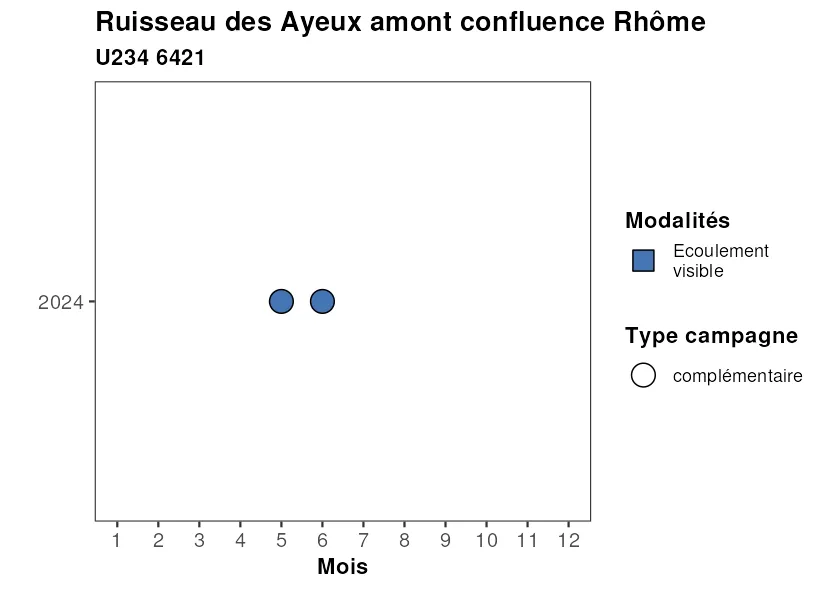 Ruisseau des Ayeux amont confluence Rhôme
U234 6421
2024
1 2 3 4 5 6 7 8 9 10 11 12
Mois
Modalités
Ecoulement
visible
Type campagne
complémentaire